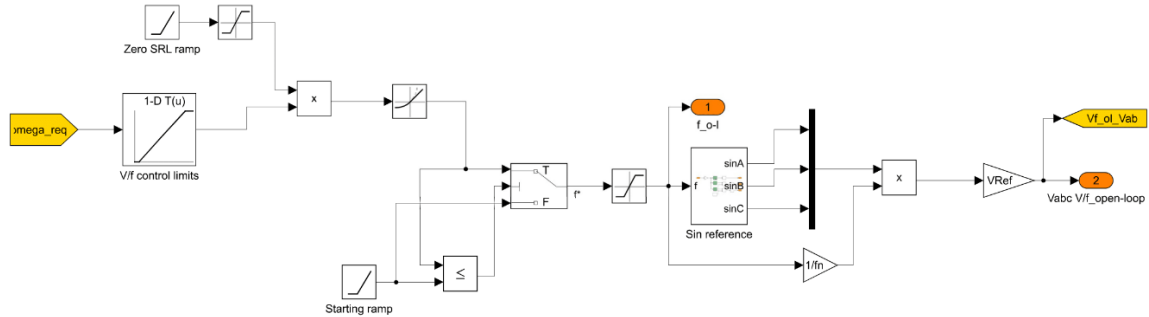 Zero SRL ramp
omega_req
1-D T(u)
V/f control limits
x
T
F
f*
≤
Starting ramp
1
f_o-l
f
sinA
sinB
sinC
Sin reference
1/fn
x
VRef
Vf_ol_Vab
2
Vabc V/f_open-loop